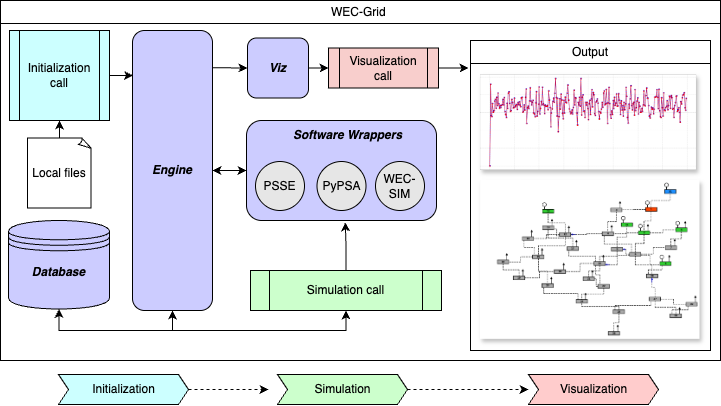 WEC-Grid
Initialization
call
Local files
Database
Engine
Viz
Visualization
call
Software Wrappers
PSSE
PyPSA
WEC-
SIM
Simulation call
Output
Initialization
Simulation
Visualization